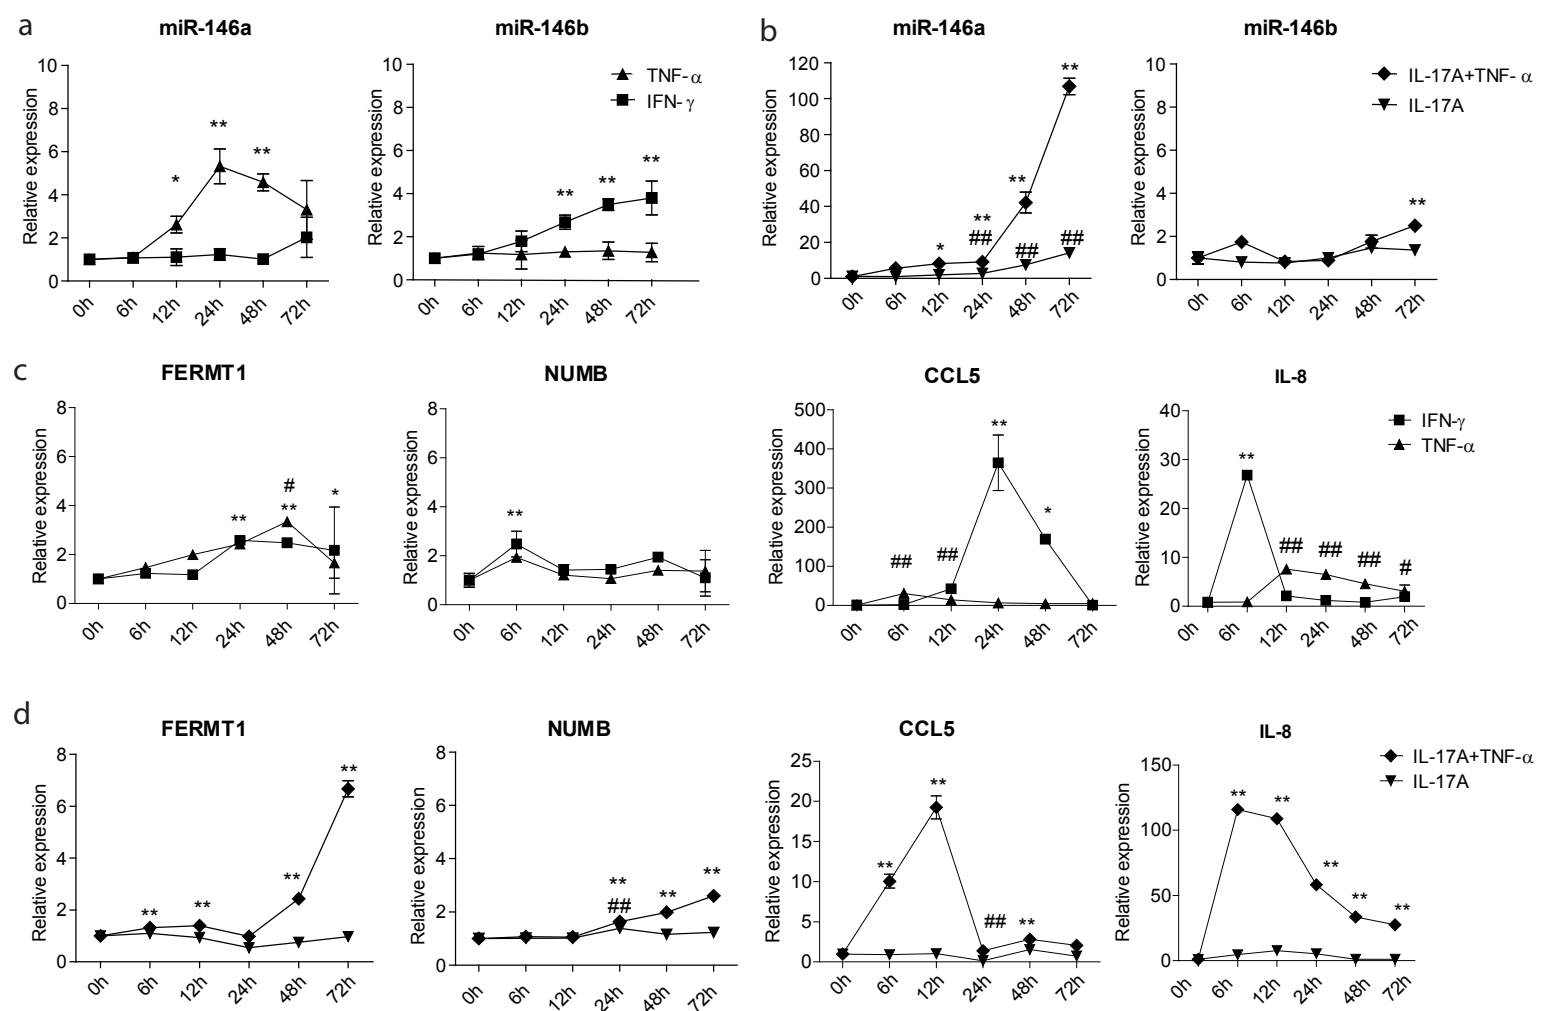 a
miR-146a
Relative expression
10
8
6
4
2
0
*
**
**
0h 6h 12h 24h 48h 72h
miR-146b
Relative expression
10
8
6
4
2
0
**
**
**
TNF-α
IFN-γ
0h 6h 12h 24h 48h 72h
b
miR-146a
Relative expression
120
100
80
60
40
20
0
*
**
##
**
##
**
##
0h 6h 12h 24h 48h 72h
miR-146b
Relative expression
10
8
6
4
2
0
**
IL-17A+TNF-α
IL-17A
0h 6h 12h 24h 48h 72h
c
FERMT1
Relative expression
8
6
4
2
0
**
#
**
*
0h 6h 12h 24h 48h 72h
NUMB
Relative expression
8
6
4
2
0
**
0h 6h 12h 24h 48h 72h
CCL5
Relative expression
500
400
300
200
100
0
##
##
**
*
0h 6h 12h 24h 48h 72h
IL-8
Relative expression
40
30
20
10
0
**
##
##
##
#
IFN-γ
TNF-α
0h 6h 12h 24h 48h 72h
d
FERMT1
Relative expression
8
6
4
2
0
**
**
**
**
0h 6h 12h 24h 48h 72h
NUMB
Relative expression
8
6
4
2
0
**
##
**
**
0h 6h 12h 24h 48h 72h
CCL5
Relative expression
25
20
15
10
5
0
**
**
##
**
0h 6h 12h 24h 48h 72h
IL-8
Relative expression
150
100
50
0
**
**
**
**
**
IL-17A+TNF-α
IL-17A
0h 6h 12h 24h 48h 72h